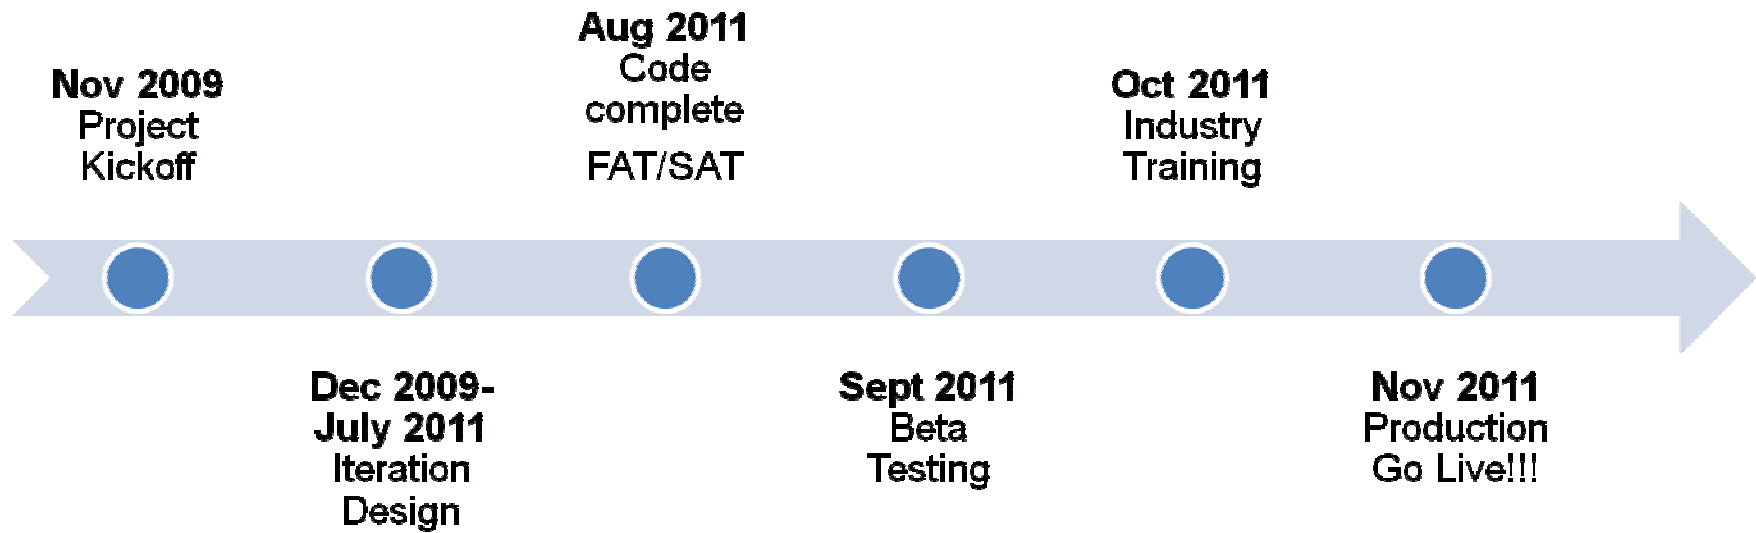 Nov 2009
Project
Kickoff
Dec 2009-
July 2011
Iteration
Design
Aug 2011
Code
complete
FAT/SAT
Sept 2011
Beta
Testing
Oct 2011
Industry
Training
Nov 2011
Production
Go Live!!!